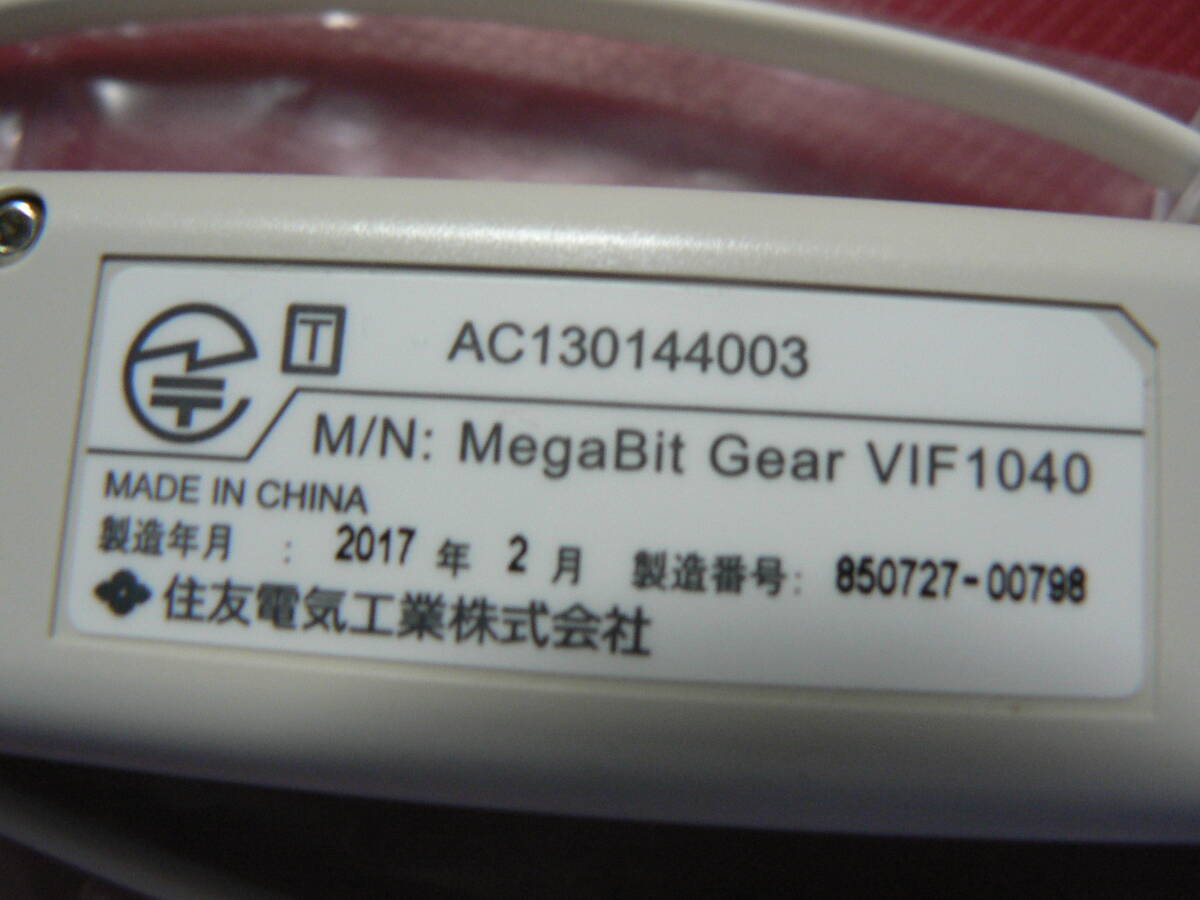 T AC130144003
M/N: MegaBit Gear VIF1040
MADE IN CHINA
製造年月 : 2017 年 2 月 製造番号: 850727-00798
住友電気工業株式会社